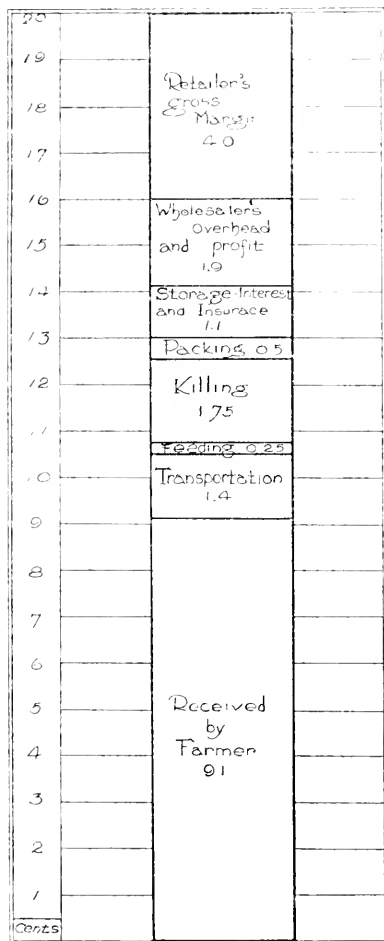 20
19
Retailor's
gross
18
Margin
17
4.0
16
Wholesaler's
Overhead
15
and profit
1.9
14
Storage-Interest
and Insurace
1.1
13
Packing 0.5
12
Killing
1.75
11
Feeding 0.25
10
Transportation
1.4
9
8
7
6
5
Received
by
4
Farmer
9.1
3
2
1
Cents